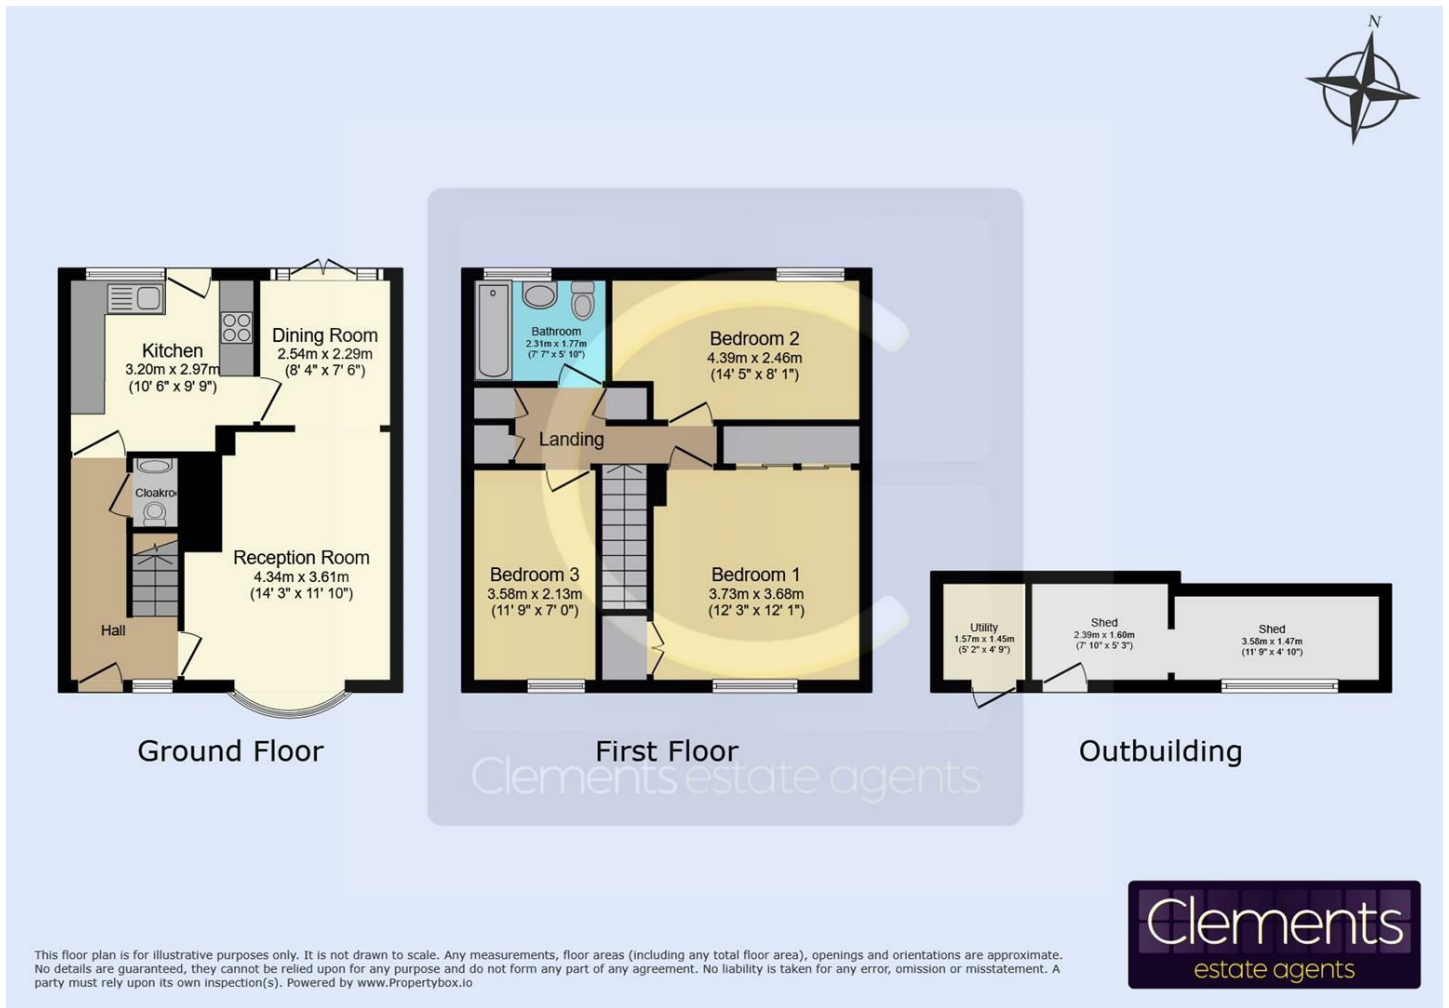 N
Kitchen
3.20m x 2.97m
(10' 6" x 9' 9")
Dining Room
2.54m x 2.29m
(8' 4" x 7' 6")
Cloakro
Reception Room
4.34m x 3.61m
(14' 3" x 11' 10")
Hall
Ground Floor
Bathroom
2.31m x 1.77m
(7' 7" x 5' 10")
Bedroom 2
4.39m x 2.46m
(14' 5" x 8' 1")
Landing
Bedroom 3
3.58m x 2.13m
(11' 9" x 7' 0")
Bedroom 1
3.73m x 3.68m
(12' 3" x 12' 1")
First Floor
Clements estate agents
Utility
1.57m x 1.45m
(5' 2" x 4' 9")
Shed
2.39m x 1.60m
(7' 10" x 5' 3")
Shed
3.58m x 1.47m
(11' 9" x 4' 10")
Outbuilding
This floor plan is for illustrative purposes only. It is not drawn to scale. Any measurements, floor areas (including any total floor area), openings and orientations are approximate.
No details are guaranteed, they cannot be relied upon for any purpose and do not form any part of any agreement. No liability is taken for any error, omission or misstatement. A
party must rely upon its own inspection(s). Powered by www.Propertybox.io
Clements
estate agents